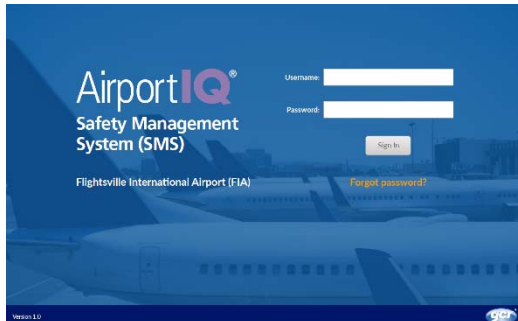 AirportIQ®
Safety Management
System (SMS)
Flightsville International Airport (FIA)
Username:
Password:
Sign In
Forgot password?
Version 1.0
gcr